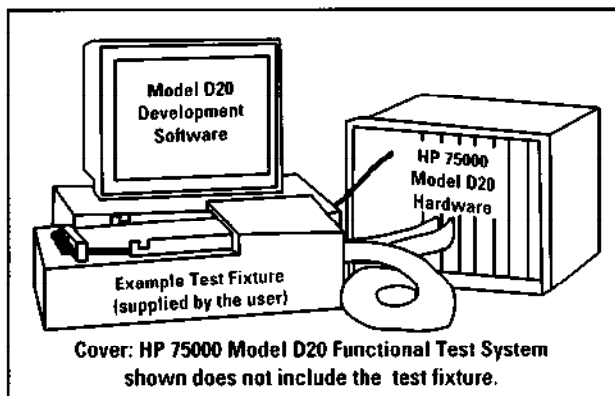 Model D20
Development
Software
HP 75000
Model D20
Hardware
Example Test Fixture
(supplied by the user)
Cover: HP 75000 Model D20 Functional Test System
shown does not include the test fixture.